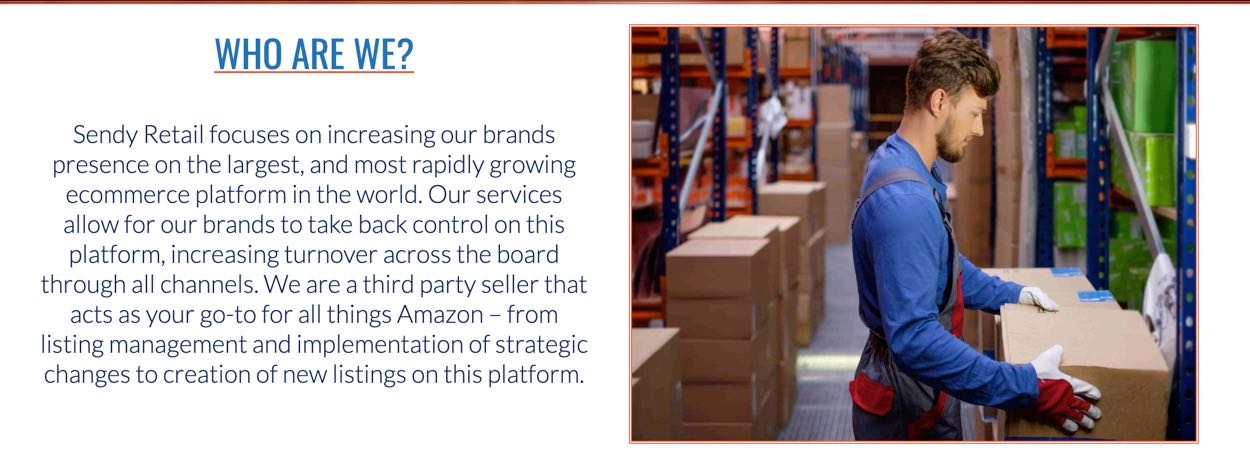 WHO ARE WE?
Sendy Retail focuses on increasing our brands
presence on the largest, and most rapidly growing
ecommerce platform in the world. Our services
allow for our brands to take back control on this
platform, increasing turnover across the board
through all channels. We are a third party seller that
acts as your go-to for all things Amazon – from
listing management and implementation of strategic
changes to creation of new listings on this platform.